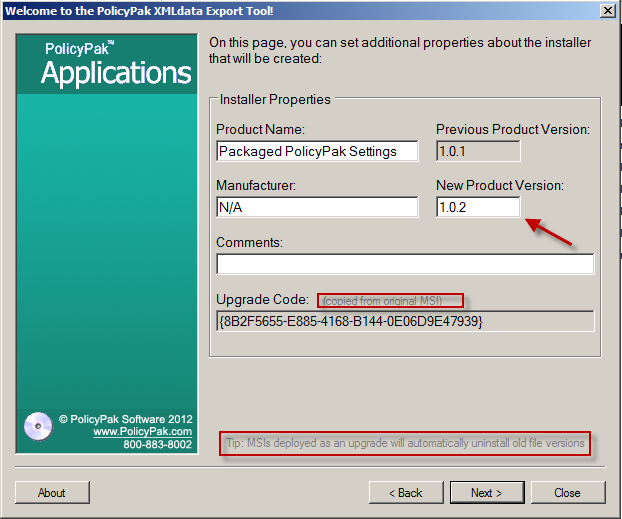 Welcome to the PolicyPak XMLdata Export Tool!
PolicyPak™
Applications
On this page, you can set additional properties about the installer
that will be created:
Installer Properties
Product Name:
Previous Product Version:
Packaged PolicyPak Settings
1.0.1
Manufacturer:
New Product Version:
N/A
1.0.2
Comments:
Upgrade Code:
(copied from original MSI)
{8B2F5655-E885-4168-B144-0E06D9E47939}
© PolicyPak Software 2012
www.PolicyPak.com
800-883-8002
Tip: MSIs deployed as an upgrade will automatically uninstall old file versions
About
< Back
Next >
Close